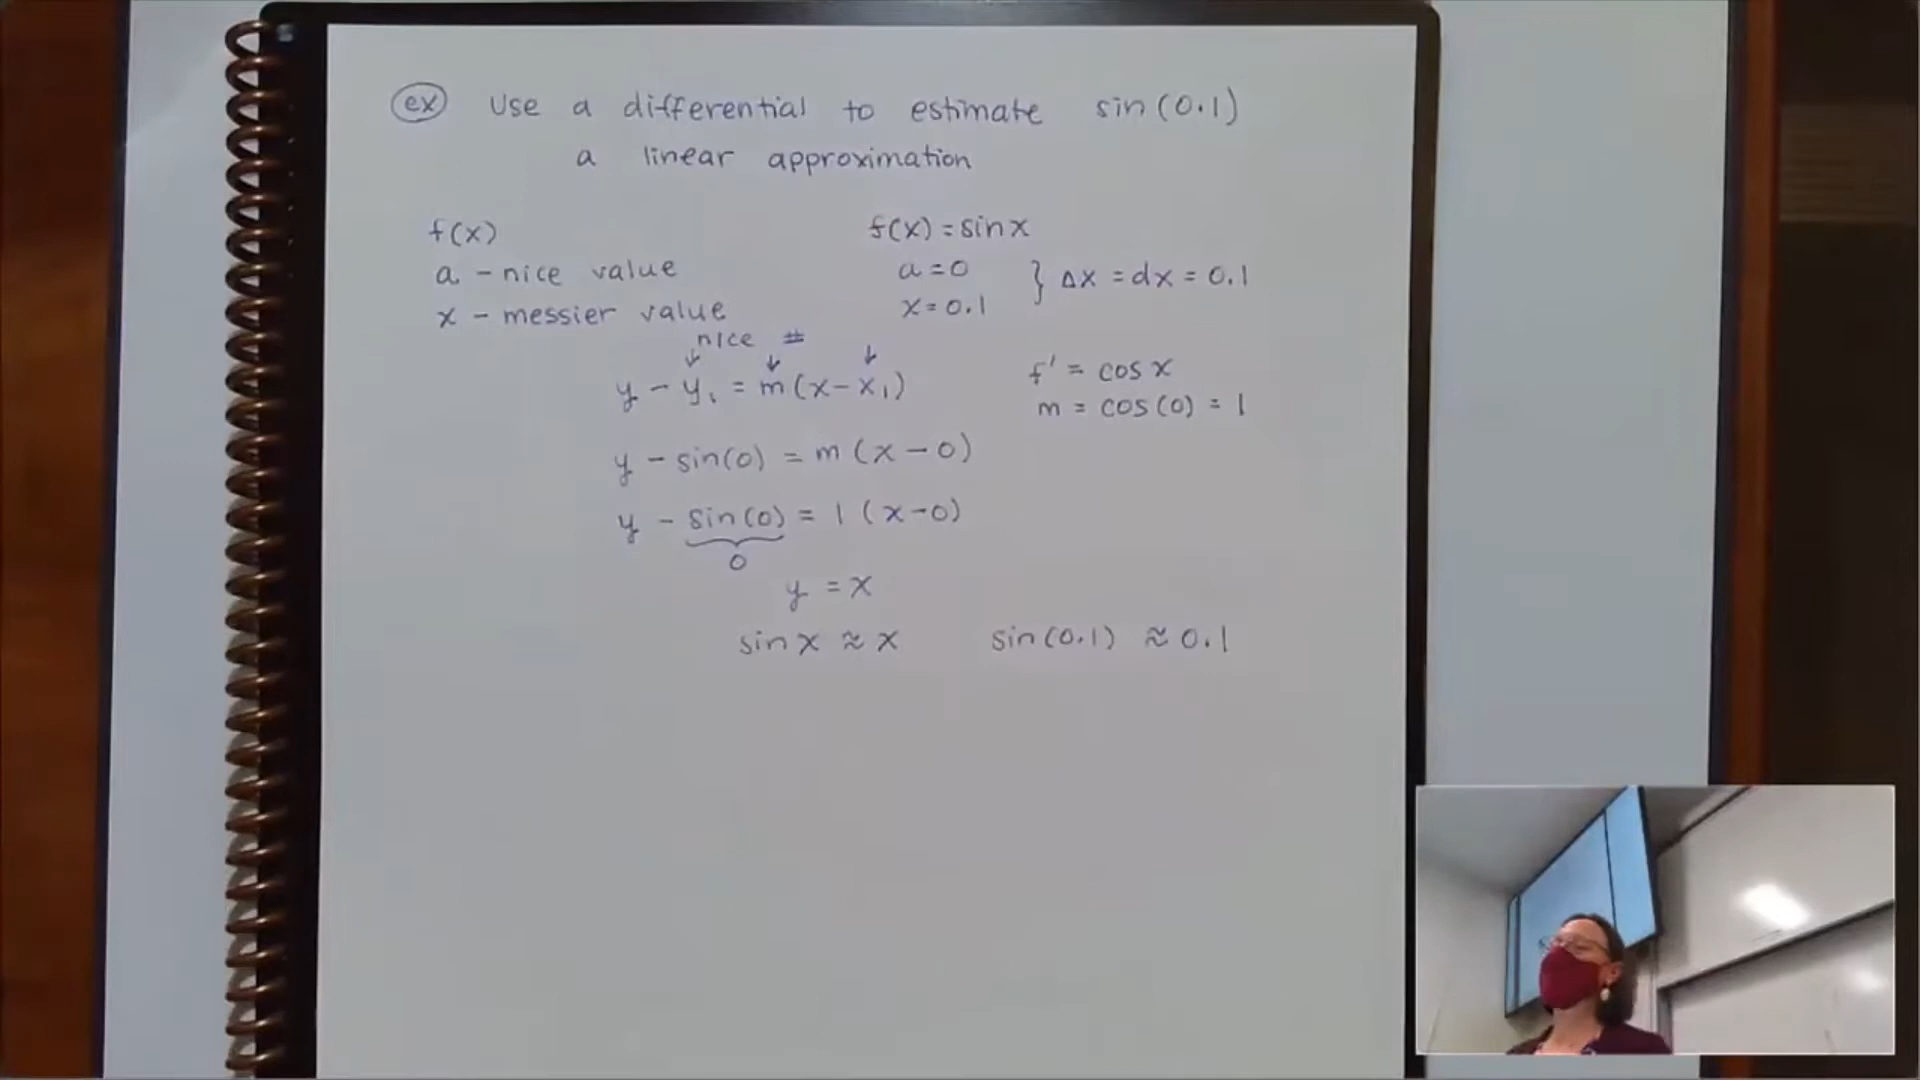 ex Use a differential to estimate sin(0.1)
a linear approximation
f(x)
a - nice value
x - messier value
f(x) = sin x
a = 0
x = 0.1
} Δx = dx = 0.1
nice #
↓ ↓ ↓
y - y₁ = m(x - x₁)
f' = cos x
m = cos(0) = 1
y - sin(0) = m(x - 0)
y - sin(0) = 1(x - 0)
0
y = x
sin x ≈ x sin(0.1) ≈ 0.1